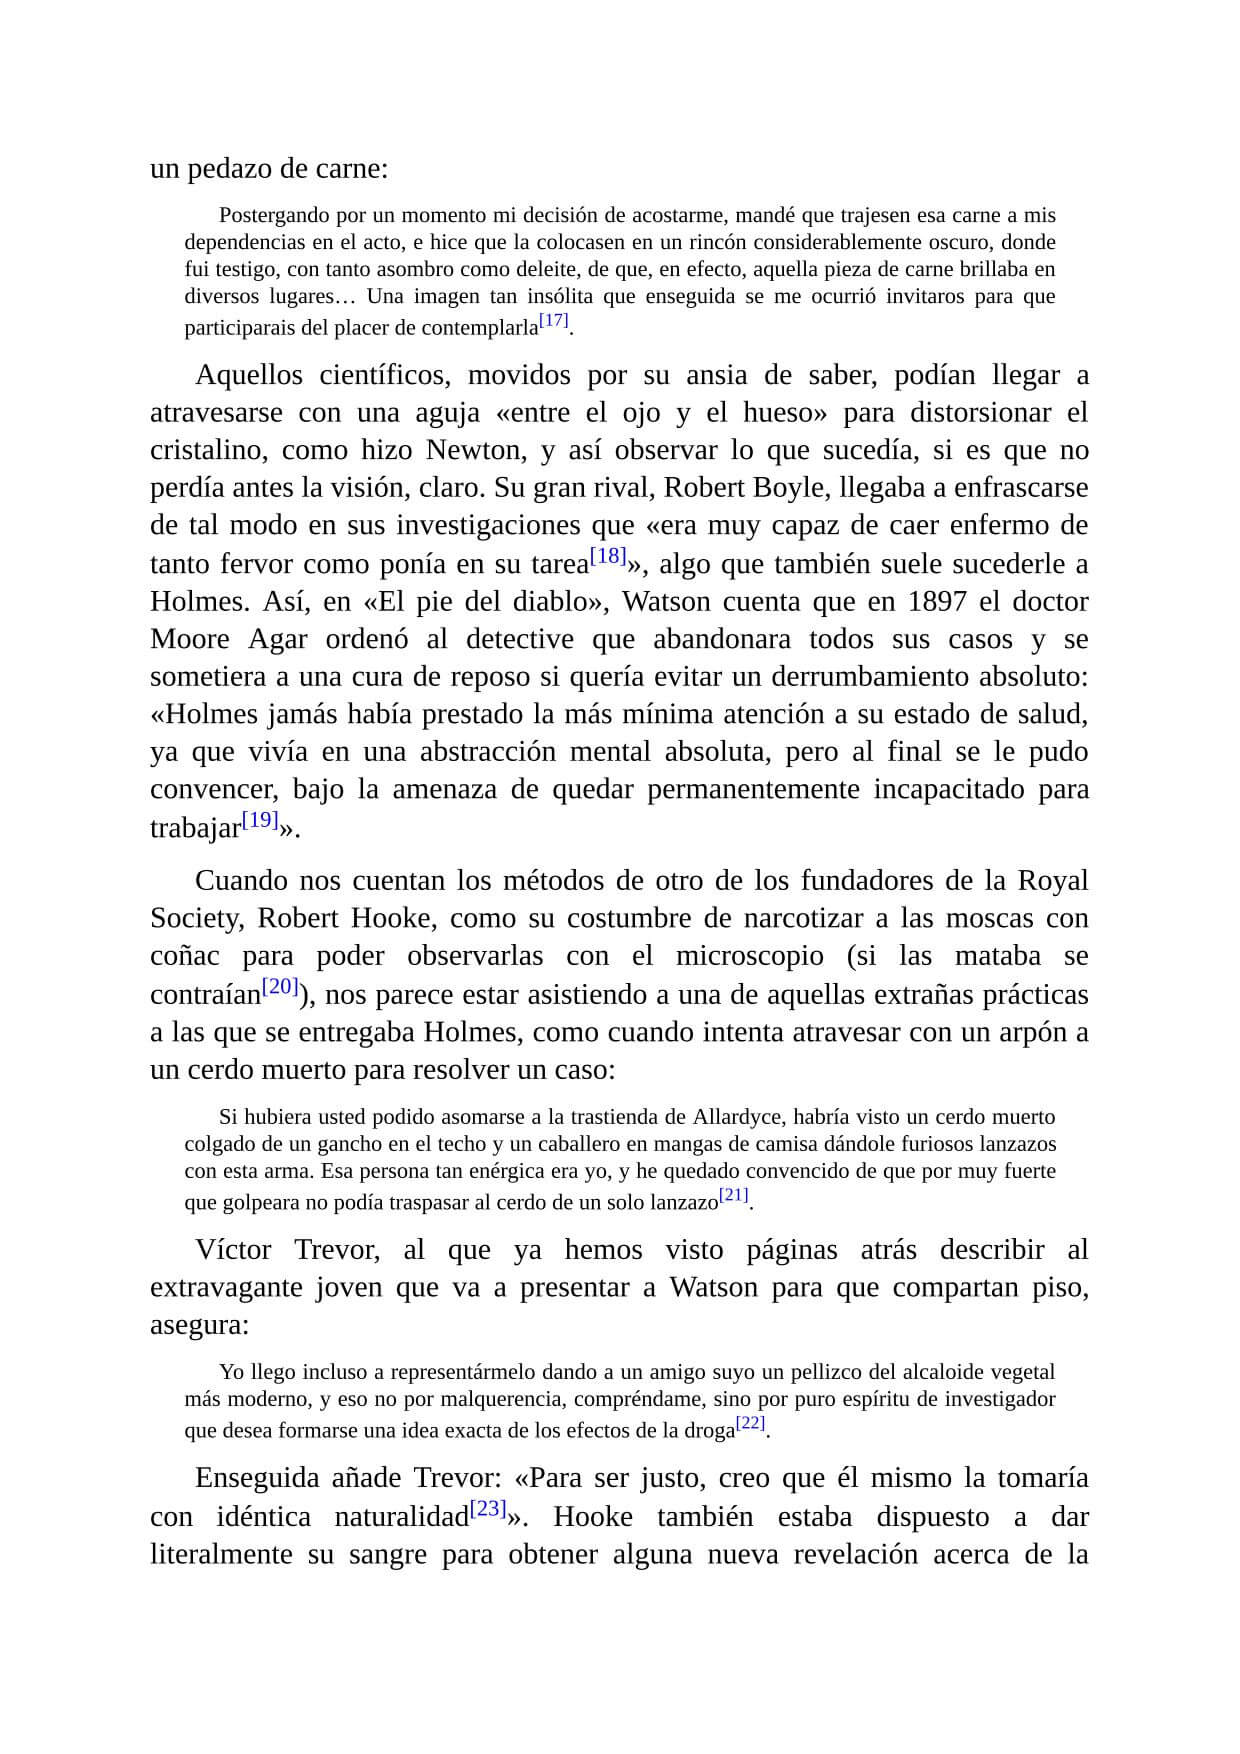 un pedazo de carne:
Postergando por un momento mi decisión de acostarme, mandé que trajesen esa carne a mis
dependencias en el acto, e hice que la colocasen en un rincón considerablemente oscuro, donde
fui testigo, con tanto asombro como deleite, de que, en efecto, aquella pieza de carne brillaba en
diversos lugares… Una imagen tan insólita que enseguida se me ocurrió invitaros para que
participarais del placer de contemplarla[17].
Aquellos científicos, movidos por su ansia de saber, podían llegar a
atravesarse con una aguja «entre el ojo y el hueso» para distorsionar el
cristalino, como hizo Newton, y así observar lo que sucedía, si es que no
perdía antes la visión, claro. Su gran rival, Robert Boyle, llegaba a enfrascarse
de tal modo en sus investigaciones que «era muy capaz de caer enfermo de
tanto fervor como ponía en su tarea[18]», algo que también suele sucederle a
Holmes. Así, en «El pie del diablo», Watson cuenta que en 1897 el doctor
Moore Agar ordenó al detective que abandonara todos sus casos y se
sometiera a una cura de reposo si quería evitar un derrumbamiento absoluto:
«Holmes jamás había prestado la más mínima atención a su estado de salud,
ya que vivía en una abstracción mental absoluta, pero al final se le pudo
convencer, bajo la amenaza de quedar permanentemente incapacitado para
trabajar[19]».
Cuando nos cuentan los métodos de otro de los fundadores de la Royal
Society, Robert Hooke, como su costumbre de narcotizar a las moscas con
coñac para poder observarlas con el microscopio (si las mataba se
contraían[20]), nos parece estar asistiendo a una de aquellas extrañas prácticas
a las que se entregaba Holmes, como cuando intenta atravesar con un arpón a
un cerdo muerto para resolver un caso:
Si hubiera usted podido asomarse a la trastienda de Allardyce, habría visto un cerdo muerto
colgado de un gancho en el techo y un caballero en mangas de camisa dándole furiosos lanzazos
con esta arma. Esa persona tan enérgica era yo, y he quedado convencido de que por muy fuerte
que golpeara no podía traspasar al cerdo de un solo lanzazo[21].
Víctor Trevor, al que ya hemos visto páginas atrás describir al
extravagante joven que va a presentar a Watson para que compartan piso,
asegura:
Yo llego incluso a representármelo dando a un amigo suyo un pellizco del alcaloide vegetal
más moderno, y eso no por malquerencia, compréndame, sino por puro espíritu de investigador
que desea formarse una idea exacta de los efectos de la droga[22].
Enseguida añade Trevor: «Para ser justo, creo que él mismo la tomaría
con idéntica naturalidad[23]». Hooke también estaba dispuesto a dar
literalmente su sangre para obtener alguna nueva revelación acerca de la